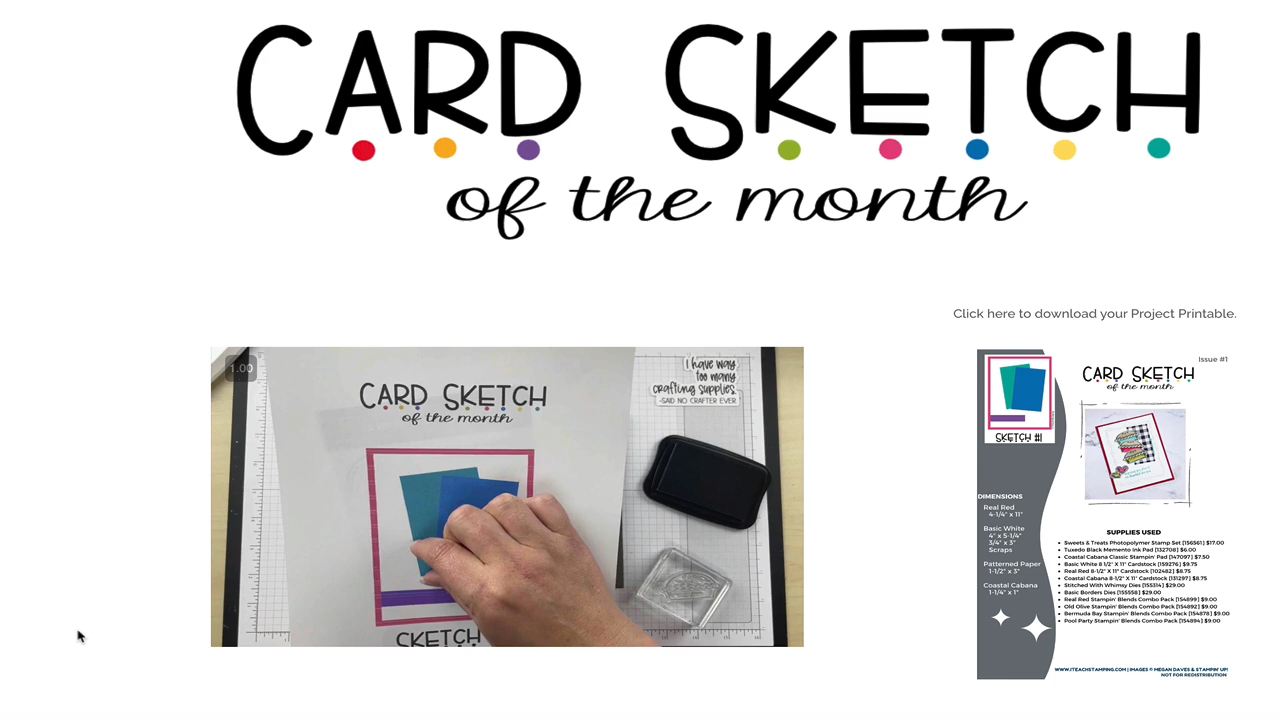 CARD SKETCH
of the month
Click here to download your Project Printable.
1.00
CARD SKETCH
of the month
SKETCH
I have way
too many
crafting supplies.
-SAID NO CRAFTER EVER
Issue #1
CARD SKETCH
of the month
SKETCH #1
DIMENSIONS
Real Red
4-1/4" x 11"
Basic White
4" x 5-1/4"
3/4" x 3"
Scraps
Patterned Paper
1-1/2" x 3"
Coastal Cabana
1-1/4" x 1"
SUPPLIES USED
• Sweets & Treats Photopolymer Stamp Set [156561] $17.00
• Tuxedo Black Memento Ink Pad [132708] $6.00
• Coastal Cabana Classic Stampin' Pad [147097] $7.50
• Basic White 8 1/2" X 11" Cardstock [159276] $9.75
• Real Red 8-1/2" X 11" Cardstock [102482] $8.75
• Coastal Cabana 8-1/2" X 11" Cardstock [131297] $8.75
• Stitched With Whimsy Dies [155314] $29.00
• Basic Borders Dies [155558] $29.00
• Real Red Stampin' Blends Combo Pack [154899] $9.00
• Old Olive Stampin' Blends Combo Pack [154892] $9.00
• Bermuda Bay Stampin' Blends Combo Pack [154878] $9.00
• Pool Party Stampin' Blends Combo Pack [154894] $9.00
WWW.ITEACHSTAMPING.COM | IMAGES © MEGAN DAVES & STAMPIN' UP!
NOT FOR REDISTRIBUTION